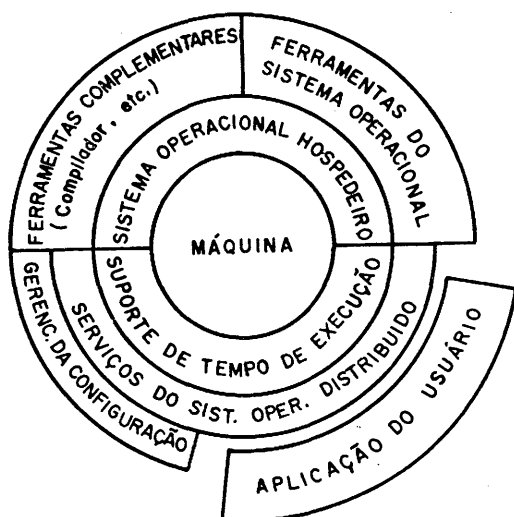 FERRAMENTAS COMPLEMENTARES
(Compilador, etc.)
FERRAMENTAS DO
SISTEMA OPERACIONAL
SISTEMA OPERACIONAL HOSPEDEIRO
MÁQUINA
SUPORTE DE TEMPO DE EXECUÇÃO
SERVIÇOS DO SIST. OPER. DISTRIBUIDO
GERENC. DA CONFIGURAÇÃO
APLICAÇÃO DO USUÁRIO